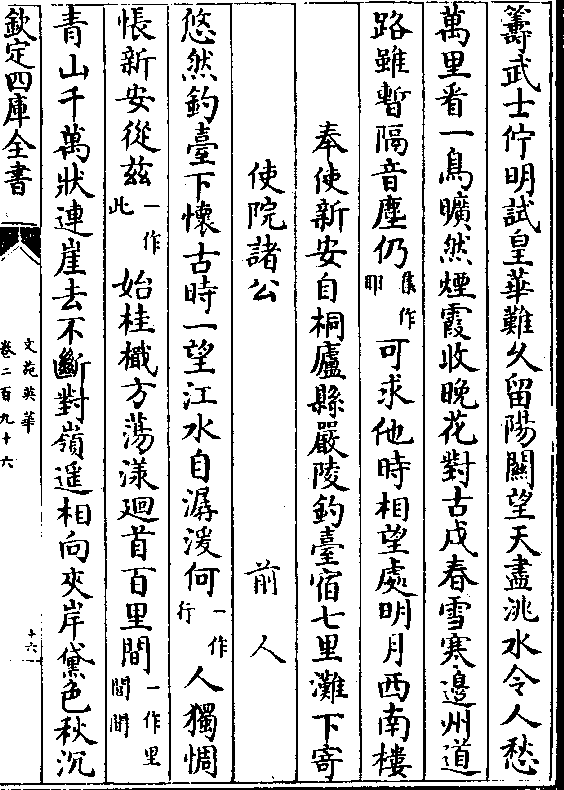 籌武士佇明試皇華難久留陽關望天盡洮水令人愁
萬里看一鳥曠然煙霞收晚花對古戍春雪寒邊州道
路雖暫隔音塵仍集作那可求他時相望處明月西南樓
奉使新安自桐廬縣嚴陵釣臺宿七里灘下寄
使院諸公 前人
悠然釣臺下懷古時一望江水自潺湲何一作行人獨惆
悵新安從茲一作此始桂檝方蕩漾廻首百里間一作里閭閒
青山千萬狀連崖去不斷對嶺遥相向夾岸黛色秋沉
欽定四庫全書
文苑英華
卷二百九十六
十六